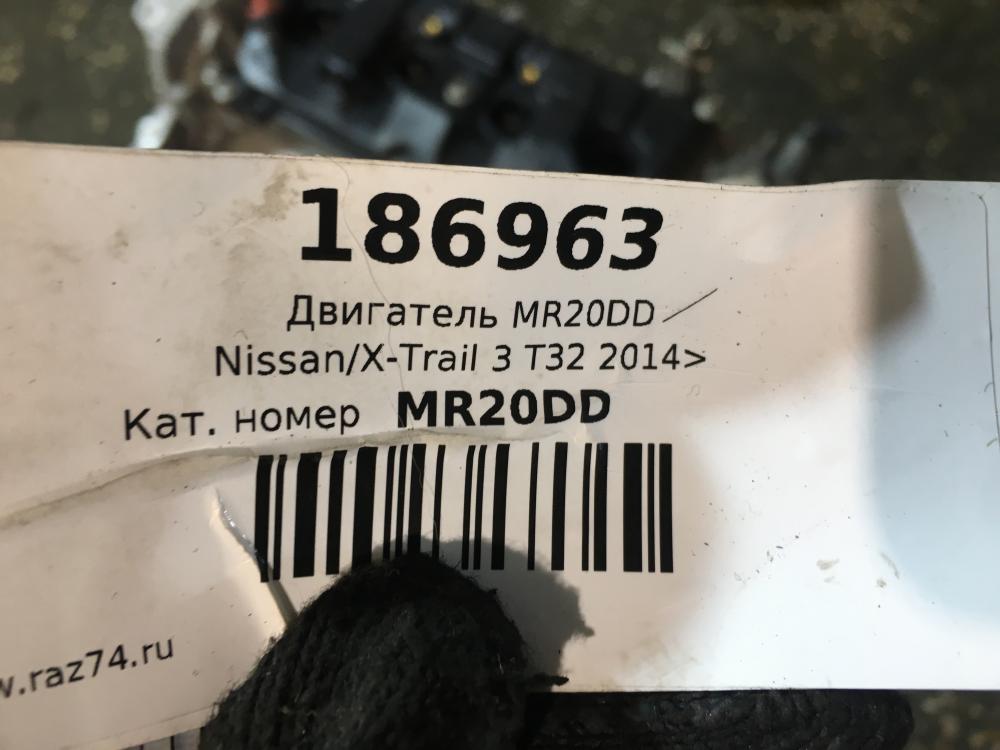 186963
Двигатель MR20DD
Nissan/X-Trail 3 T32 2014>
Кат. номер MR20DD
w.raz74.ru